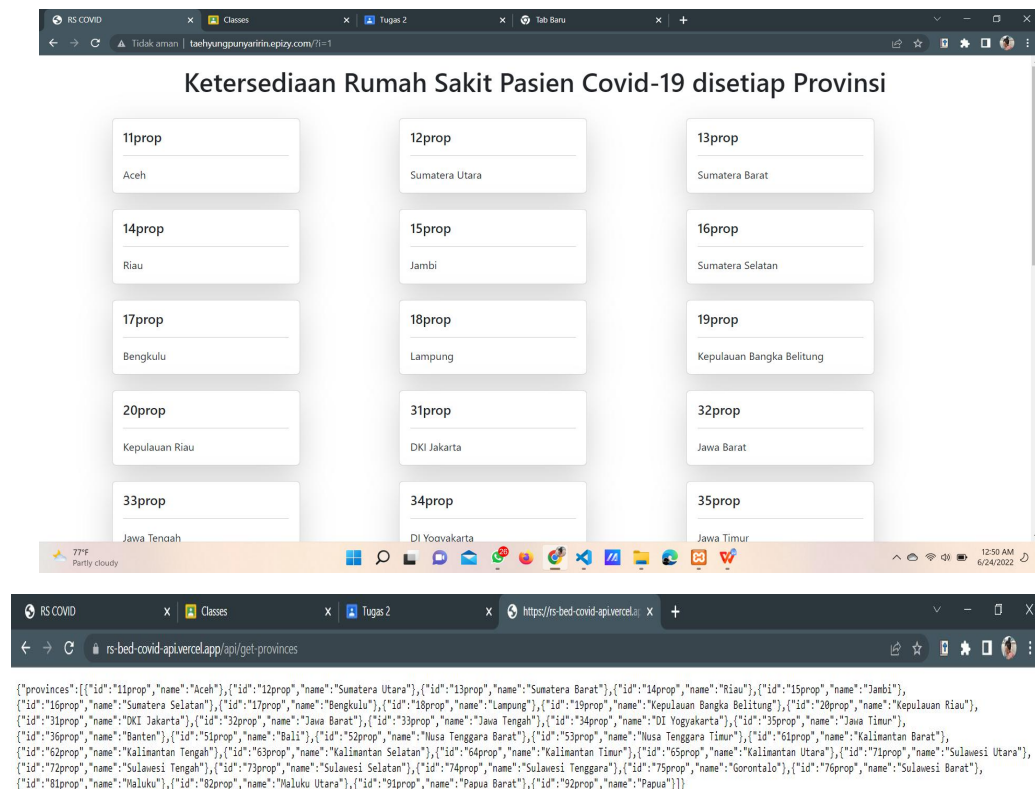 RS COVID
Classes
Tugas 2
Tab Baru
Tidak aman | taehyungpunyaririn.epizy.com/?i=1
Ketersediaan Rumah Sakit Pasien Covid-19 disetiap Provinsi
11prop
12prop
13prop
Aceh
Sumatera Utara
Sumatera Barat
14prop
15prop
16prop
Riau
Jambi
Sumatera Selatan
17prop
18prop
19prop
Bengkulu
Lampung
Kepulauan Bangka Belitung
20prop
31prop
32prop
Kepulauan Riau
DKI Jakarta
Jawa Barat
33prop
34prop
35prop
Jawa Tengah
DI Yogyakarta
Jawa Timur
77°F
Partly cloudy
26
12:50 AM
6/24/2022
RS COVID
Classes
Tugas 2
https://rs-bed-covid-api.vercel.ap
rs-bed-covid-api.vercel.app/api/get-provinces
{"provinces":[{"id":"11prop","name":"Aceh"},{"id":"12prop","name":"Sumatera Utara"},{"id":"13prop","name":"Sumatera Barat"},{"id":"14prop","name":"Riau"},{"id":"15prop","name":"Jambi"},
{"id":"16prop","name":"Sumatera Selatan"},{"id":"17prop","name":"Bengkulu"},{"id":"18prop","name":"Lampung"},{"id":"19prop","name":"Kepulauan Bangka Belitung"},{"id":"20prop","name":"Kepulauan Riau"},
{"id":"31prop","name":"DKI Jakarta"},{"id":"32prop","name":"Jawa Barat"},{"id":"33prop","name":"Jawa Tengah"},{"id":"34prop","name":"DI Yogyakarta"},{"id":"35prop","name":"Jawa Timur"},
{"id":"36prop","name":"Banten"},{"id":"51prop","name":"Bali"},{"id":"52prop","name":"Nusa Tenggara Barat"},{"id":"53prop","name":"Nusa Tenggara Timur"},{"id":"61prop","name":"Kalimantan Barat"},
{"id":"62prop","name":"Kalimantan Tengah"},{"id":"63prop","name":"Kalimantan Selatan"},{"id":"64prop","name":"Kalimantan Timur"},{"id":"65prop","name":"Kalimantan Utara"},{"id":"71prop","name":"Sulawesi Utara"},
{"id":"72prop","name":"Sulawesi Tengah"},{"id":"73prop","name":"Sulawesi Selatan"},{"id":"74prop","name":"Sulawesi Tenggara"},{"id":"75prop","name":"Gorontalo"},{"id":"76prop","name":"Sulawesi Barat"},
{"id":"81prop","name":"Maluku"},{"id":"82prop","name":"Maluku Utara"},{"id":"91prop","name":"Papua Barat"},{"id":"92prop","name":"Papua"}]}